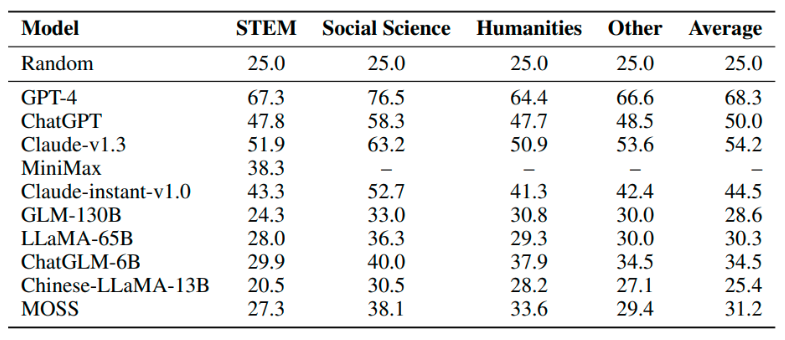 Model STEM Social Science Humanities Other Average
Random 25.0 25.0 25.0 25.0 25.0
GPT-4 67.3 76.5 64.4 66.6 68.3
ChatGPT 47.8 58.3 47.7 48.5 50.0
Claude-v1.3 51.9 63.2 50.9 53.6 54.2
MiniMax 38.3 – – – –
Claude-instant-v1.0 43.3 52.7 41.3 42.4 44.5
GLM-130B 24.3 33.0 30.8 30.0 28.6
LLaMA-65B 28.0 36.3 29.3 30.0 30.3
ChatGLM-6B 29.9 40.0 37.9 34.5 34.5
Chinese-LLaMA-13B 20.5 30.5 28.2 27.1 25.4
MOSS 27.3 38.1 33.6 29.4 31.2